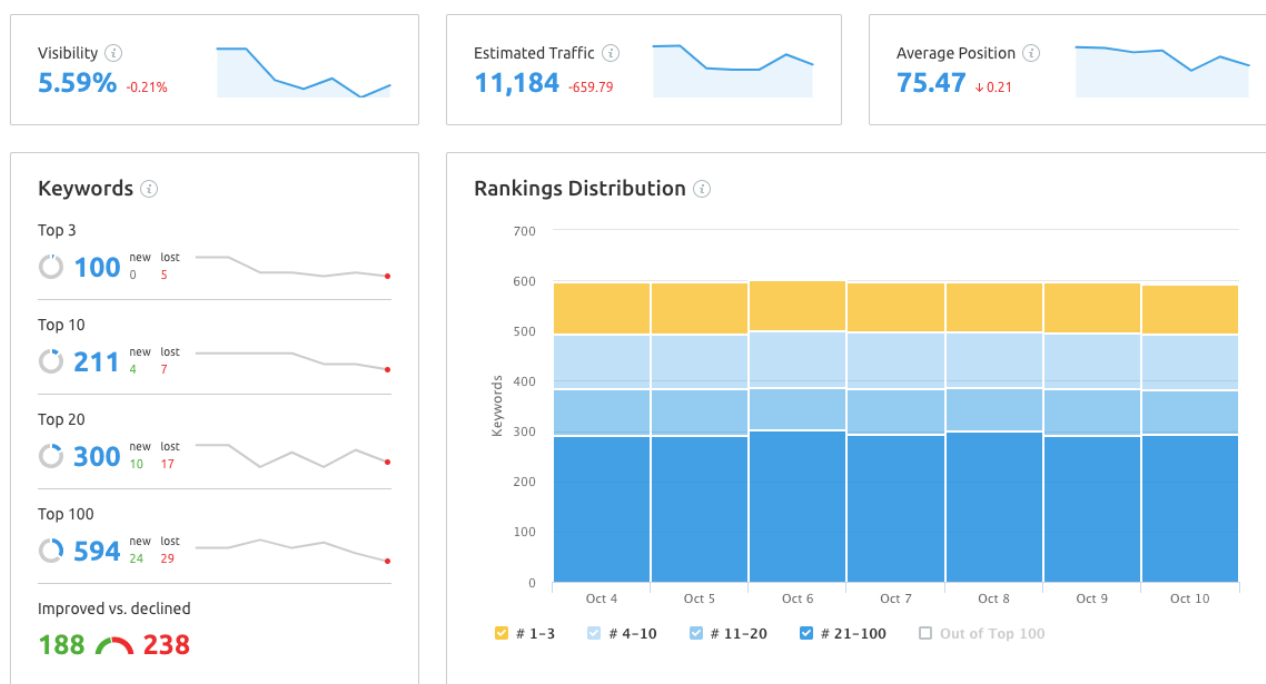 Visibility
5.59% -0.21%
Estimated Traffic
11,184 -659.79
Average Position
75.47 ↓ 0.21
Keywords
Top 3
100 new 0 lost 5
Top 10
211 new 4 lost 7
Top 20
300 new 10 lost 17
Top 100
594 new 24 lost 29
Improved vs. declined
188 238
Rankings Distribution
Keywords
700
600
500
400
300
200
100
0
Oct 4 Oct 5 Oct 6 Oct 7 Oct 8 Oct 9 Oct 10
# 1–3 # 4–10 # 11–20 # 21–100 Out of Top 100